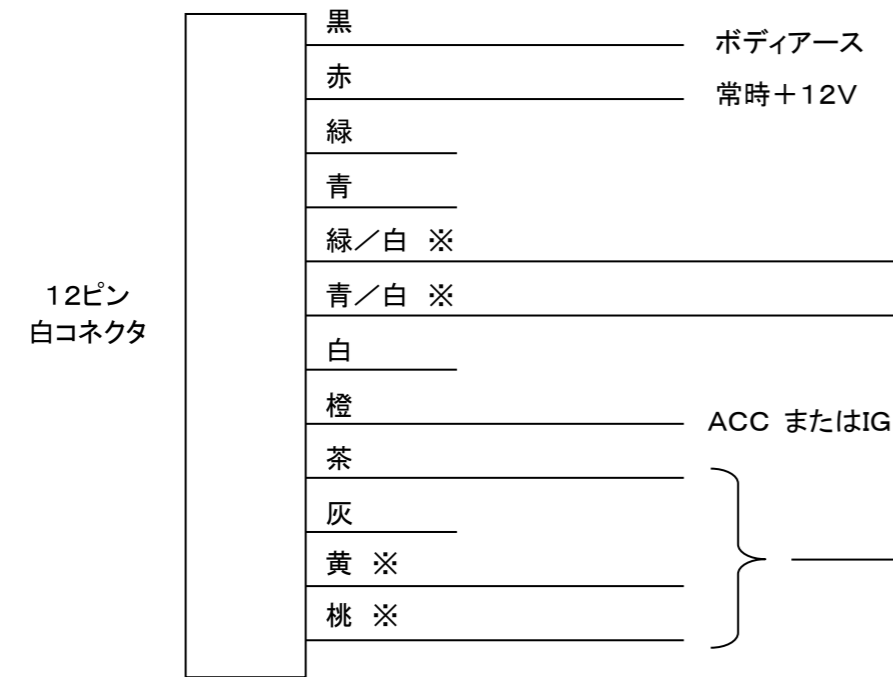 黒
ボディアース
赤
常時＋１２Ｖ
緑
青
緑／白 ※
青／白 ※
１２ピン
白コネクタ
白
橙
ＡＣＣ またはIG
茶
灰
黄 ※
桃 ※